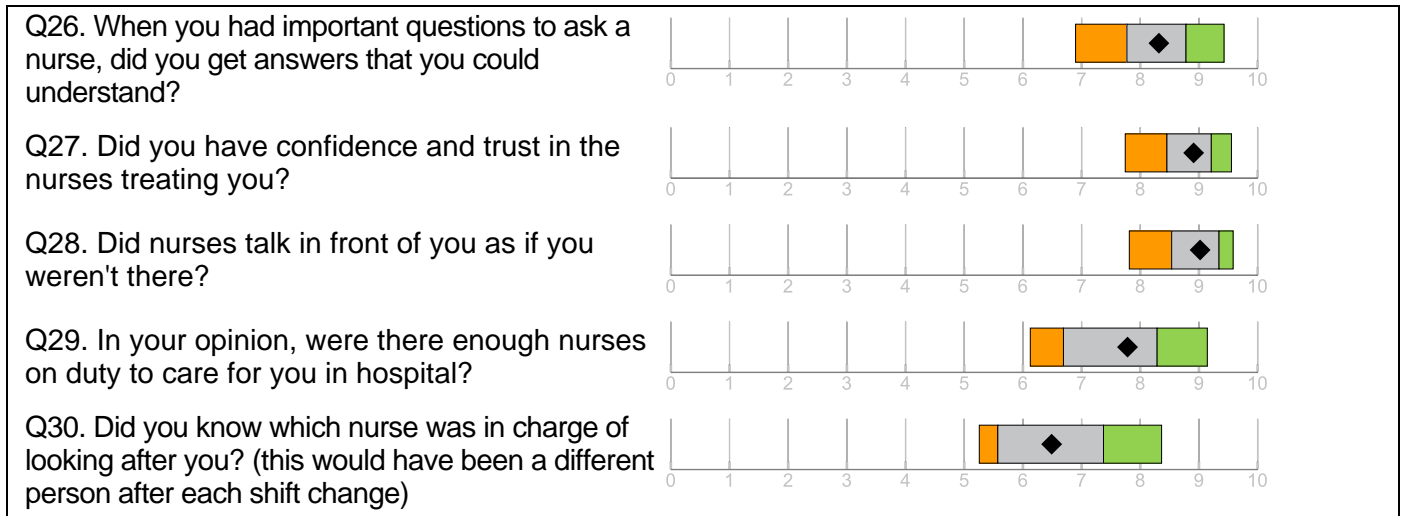 Q26. When you had important questions to ask a
nurse, did you get answers that you could
understand?
0 1 2 3 4 5 6 7 8 9 10
Q27. Did you have confidence and trust in the
nurses treating you?
0 1 2 3 4 5 6 7 8 9 10
Q28. Did nurses talk in front of you as if you
weren't there?
0 1 2 3 4 5 6 7 8 9 10
Q29. In your opinion, were there enough nurses
on duty to care for you in hospital?
0 1 2 3 4 5 6 7 8 9 10
Q30. Did you know which nurse was in charge of
looking after you? (this would have been a different
person after each shift change)
0 1 2 3 4 5 6 7 8 9 10